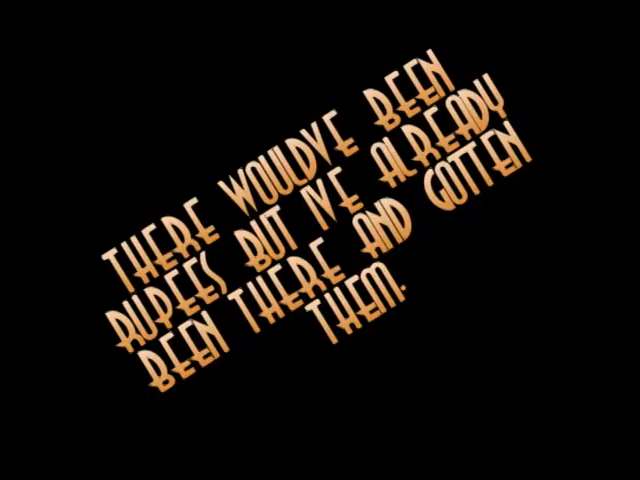 THERE WOULDVE BEEN
RUPEES BUT IVE ALREADY
BEEN THERE AND GOTTEN
THEM.